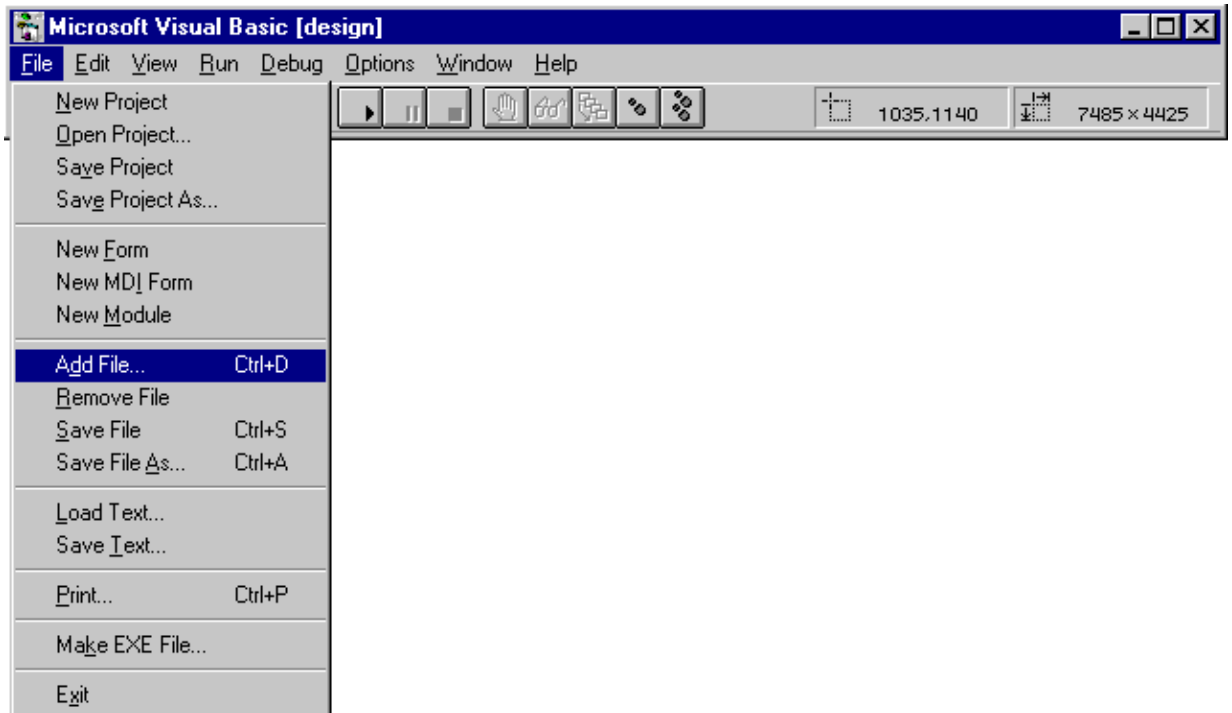 Microsoft Visual Basic [design]
File Edit View Run Debug Options Window Help
1035,1140 7485×4425
New Project
Open Project...
Save Project
Save Project As...
New Form
New MDI Form
New Module
Add File... Ctrl+D
Remove File
Save File Ctrl+S
Save File As... Ctrl+A
Load Text...
Save Text...
Print... Ctrl+P
Make EXE File...
Exit